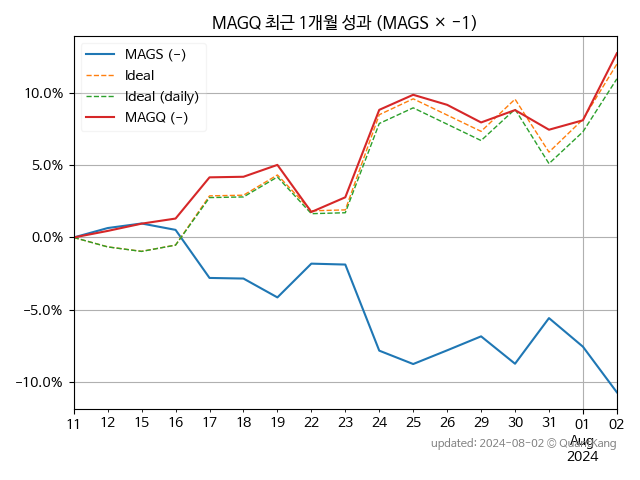 MAGQ 최근 1개월 성과 (MAGS × −1)
MAGS (-)
Ideal
Ideal (daily)
MAGQ (-)
10.0%
5.0%
0.0%
−5.0%
−10.0%
11 12 15 16 17 18 19 22 23 24 25 26 29 30 31 01 02
Aug
2024
updated: 2024-08-02 © QuantKang